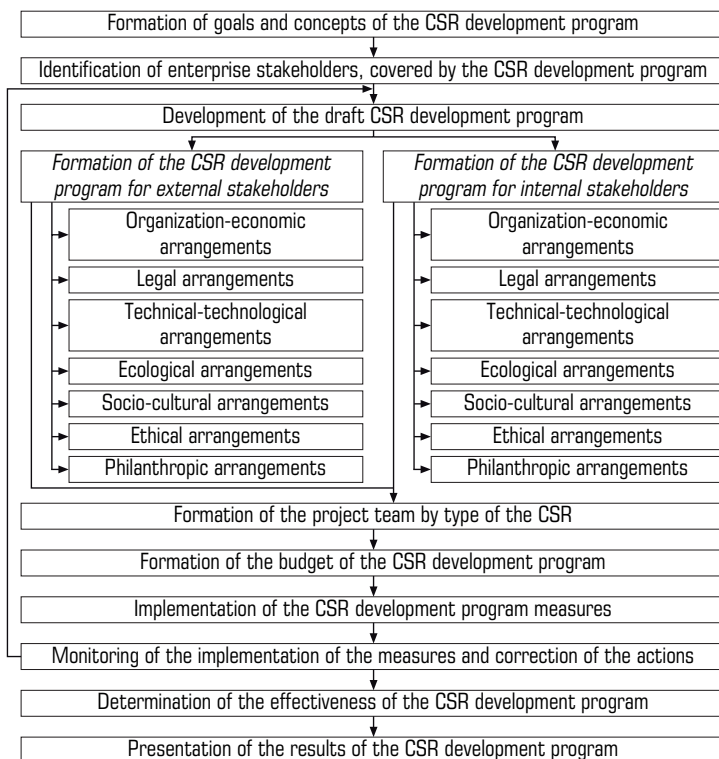 Formation of goals and concepts of the CSR development program
Identification of enterprise stakeholders, covered by the CSR development program
Development of the draft CSR development program
Formation of the CSR development
program for external stakeholders
Organization-economic
arrangements
Legal arrangements
Technical-technological
arrangements
Ecological arrangements
Socio-cultural arrangements
Ethical arrangements
Philanthropic arrangements
Formation of the CSR development
program for internal stakeholders
Organization-economic
arrangements
Legal arrangements
Technical-technological
arrangements
Ecological arrangements
Socio-cultural arrangements
Ethical arrangements
Philanthropic arrangements
Formation of the project team by type of the CSR
Formation of the budget of the CSR development program
Implementation of the CSR development program measures
Monitoring of the implementation of the measures and correction of the actions
Determination of the effectiveness of the CSR development program
Presentation of the results of the CSR development program